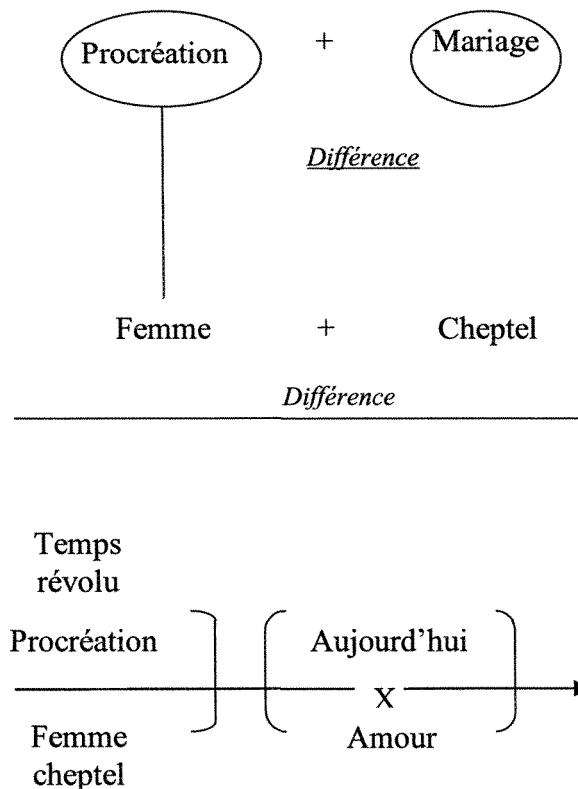 Procréation + Mariage
Différence
Femme + Cheptel
Différence
Temps
révolu
Procréation Aujourd'hui
X
Femme Amour
cheptel